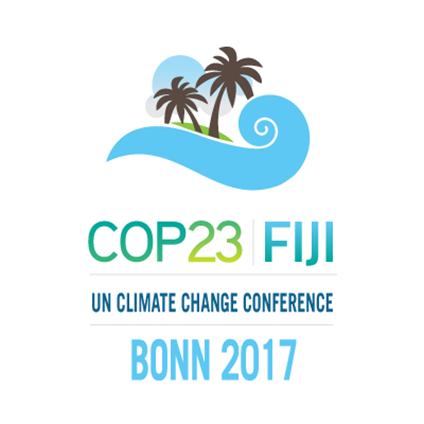 COP23 | FIJI
UN CLIMATE CHANGE CONFERENCE
BONN 2017